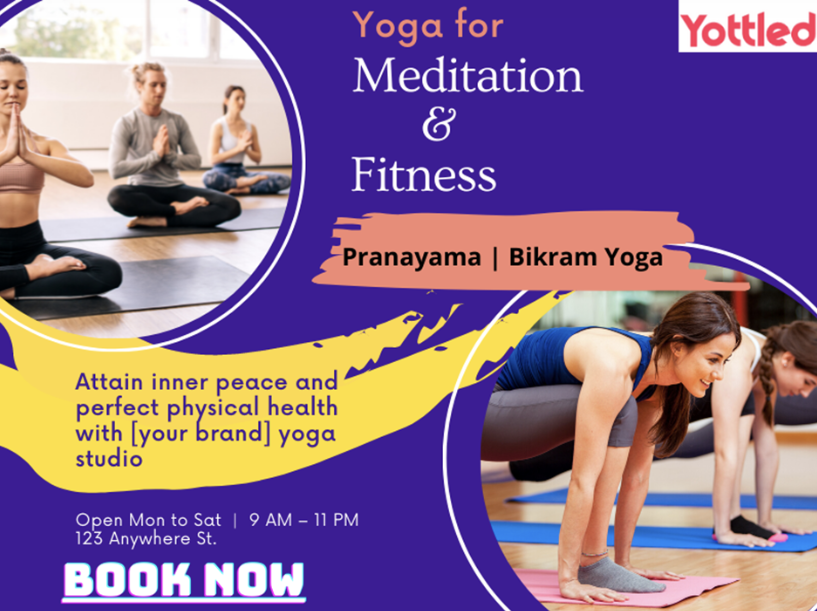 Yoga for
Yottled
Meditation
&
Fitness
Pranayama | Bikram Yoga
Attain inner peace and
perfect physical health
with [your brand] yoga
studio
Open Mon to Sat | 9 AM – 11 PM
123 Anywhere St.
BOOK NOW